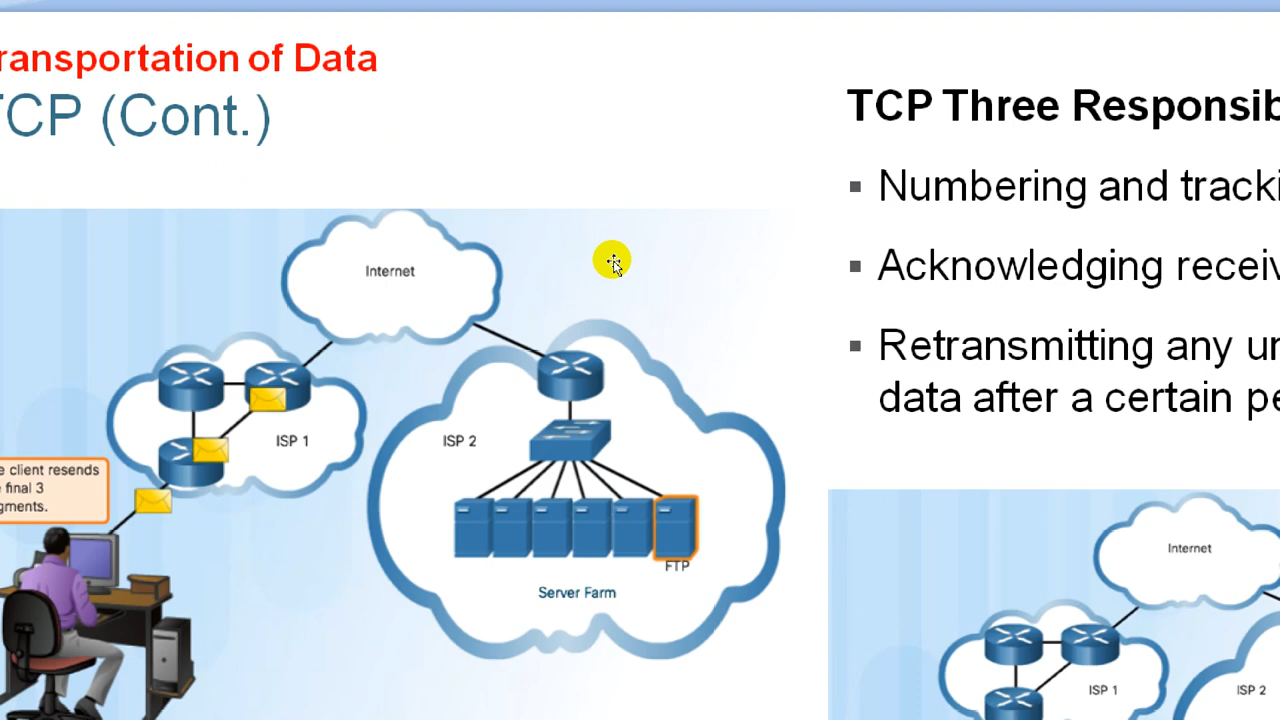 ransportation of Data
TCP (Cont.)
Internet
ISP 1
ISP 2
e client resends
e final 3
gments.
FTP
Server Farm
TCP Three Responsib
Numbering and tracki
Acknowledging receiv
Retransmitting any un
data after a certain pe
Internet
ISP 1
ISP 2